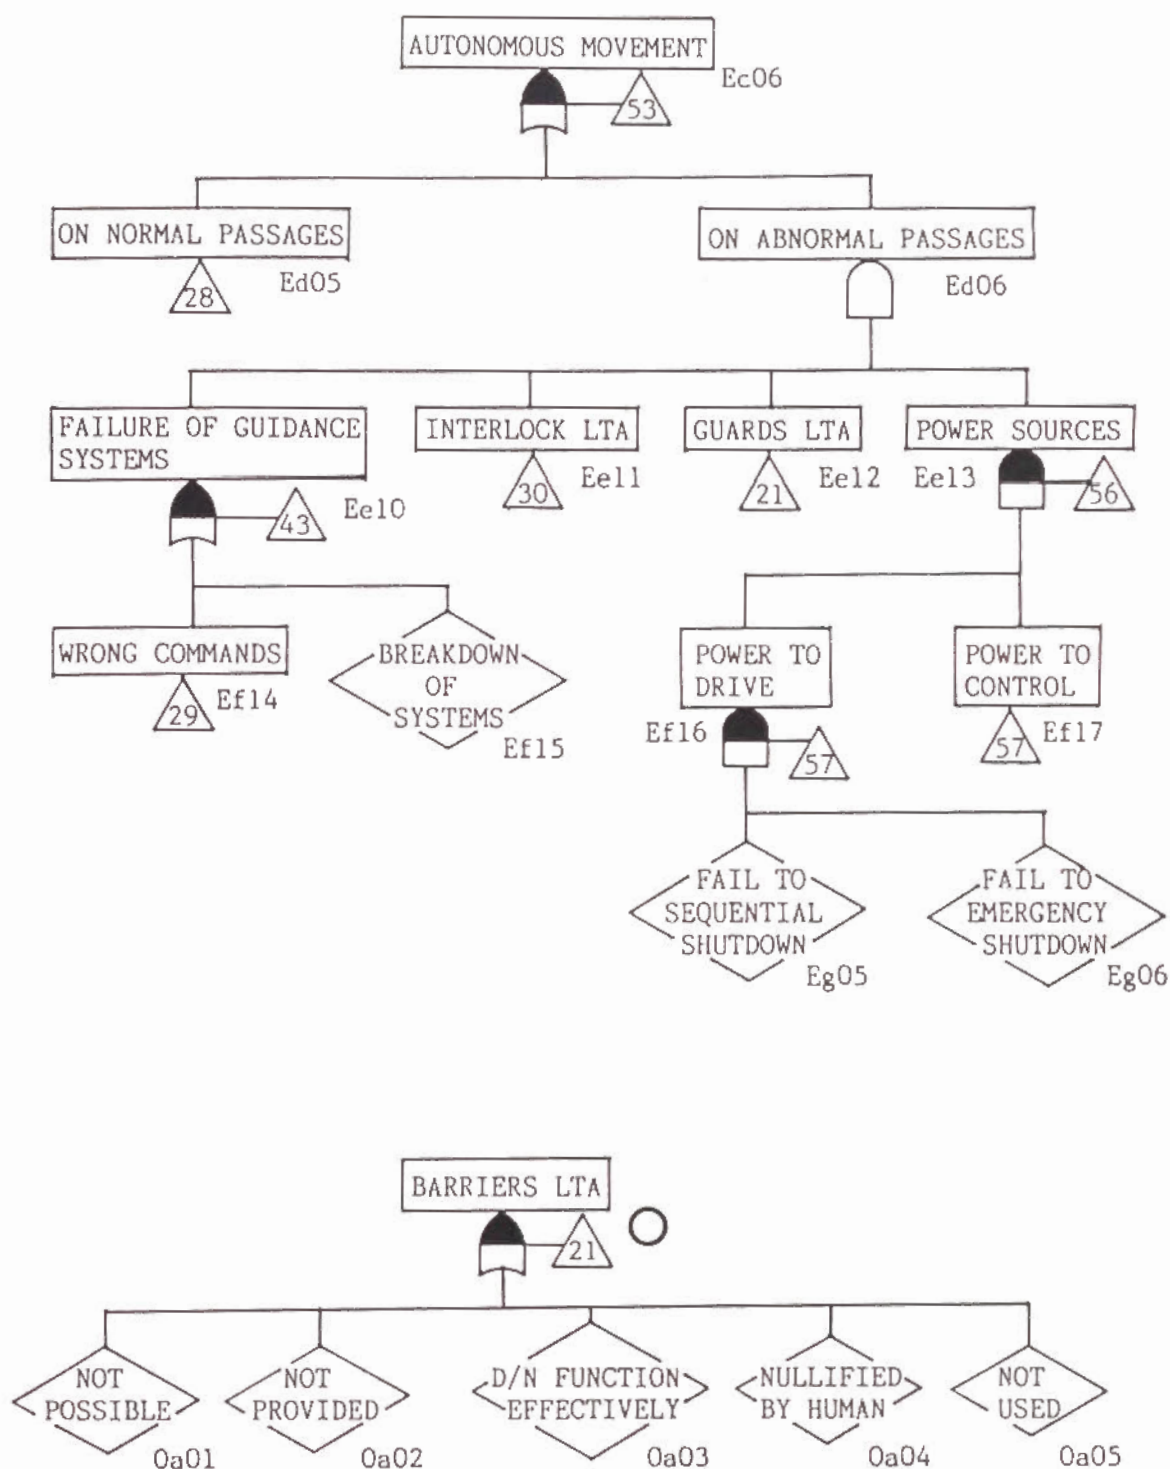 AUTONOMOUS MOVEMENT
Ec06
53
ON NORMAL PASSAGES
Ed05
28
ON ABNORMAL PASSAGES
Ed06
FAILURE OF GUIDANCE
SYSTEMS
Ee10
43
INTERLOCK LTA
Ee11
30
GUARDS LTA
Ee12
21
POWER SOURCES
Ee13
56
WRONG COMMANDS
Ef14
29
BREAKDOWN
OF
SYSTEMS
Ef15
POWER TO
DRIVE
Ef16
57
POWER TO
CONTROL
Ef17
57
FAIL TO
SEQUENTIAL
SHUTDOWN
Eg05
FAIL TO
EMERGENCY
SHUTDOWN
Eg06
BARRIERS LTA
21
NOT
POSSIBLE
Oa01
NOT
PROVIDED
Oa02
D/N FUNCTION
EFFECTIVELY
Oa03
NULLIFIED
BY HUMAN
Oa04
NOT
USED
Oa05